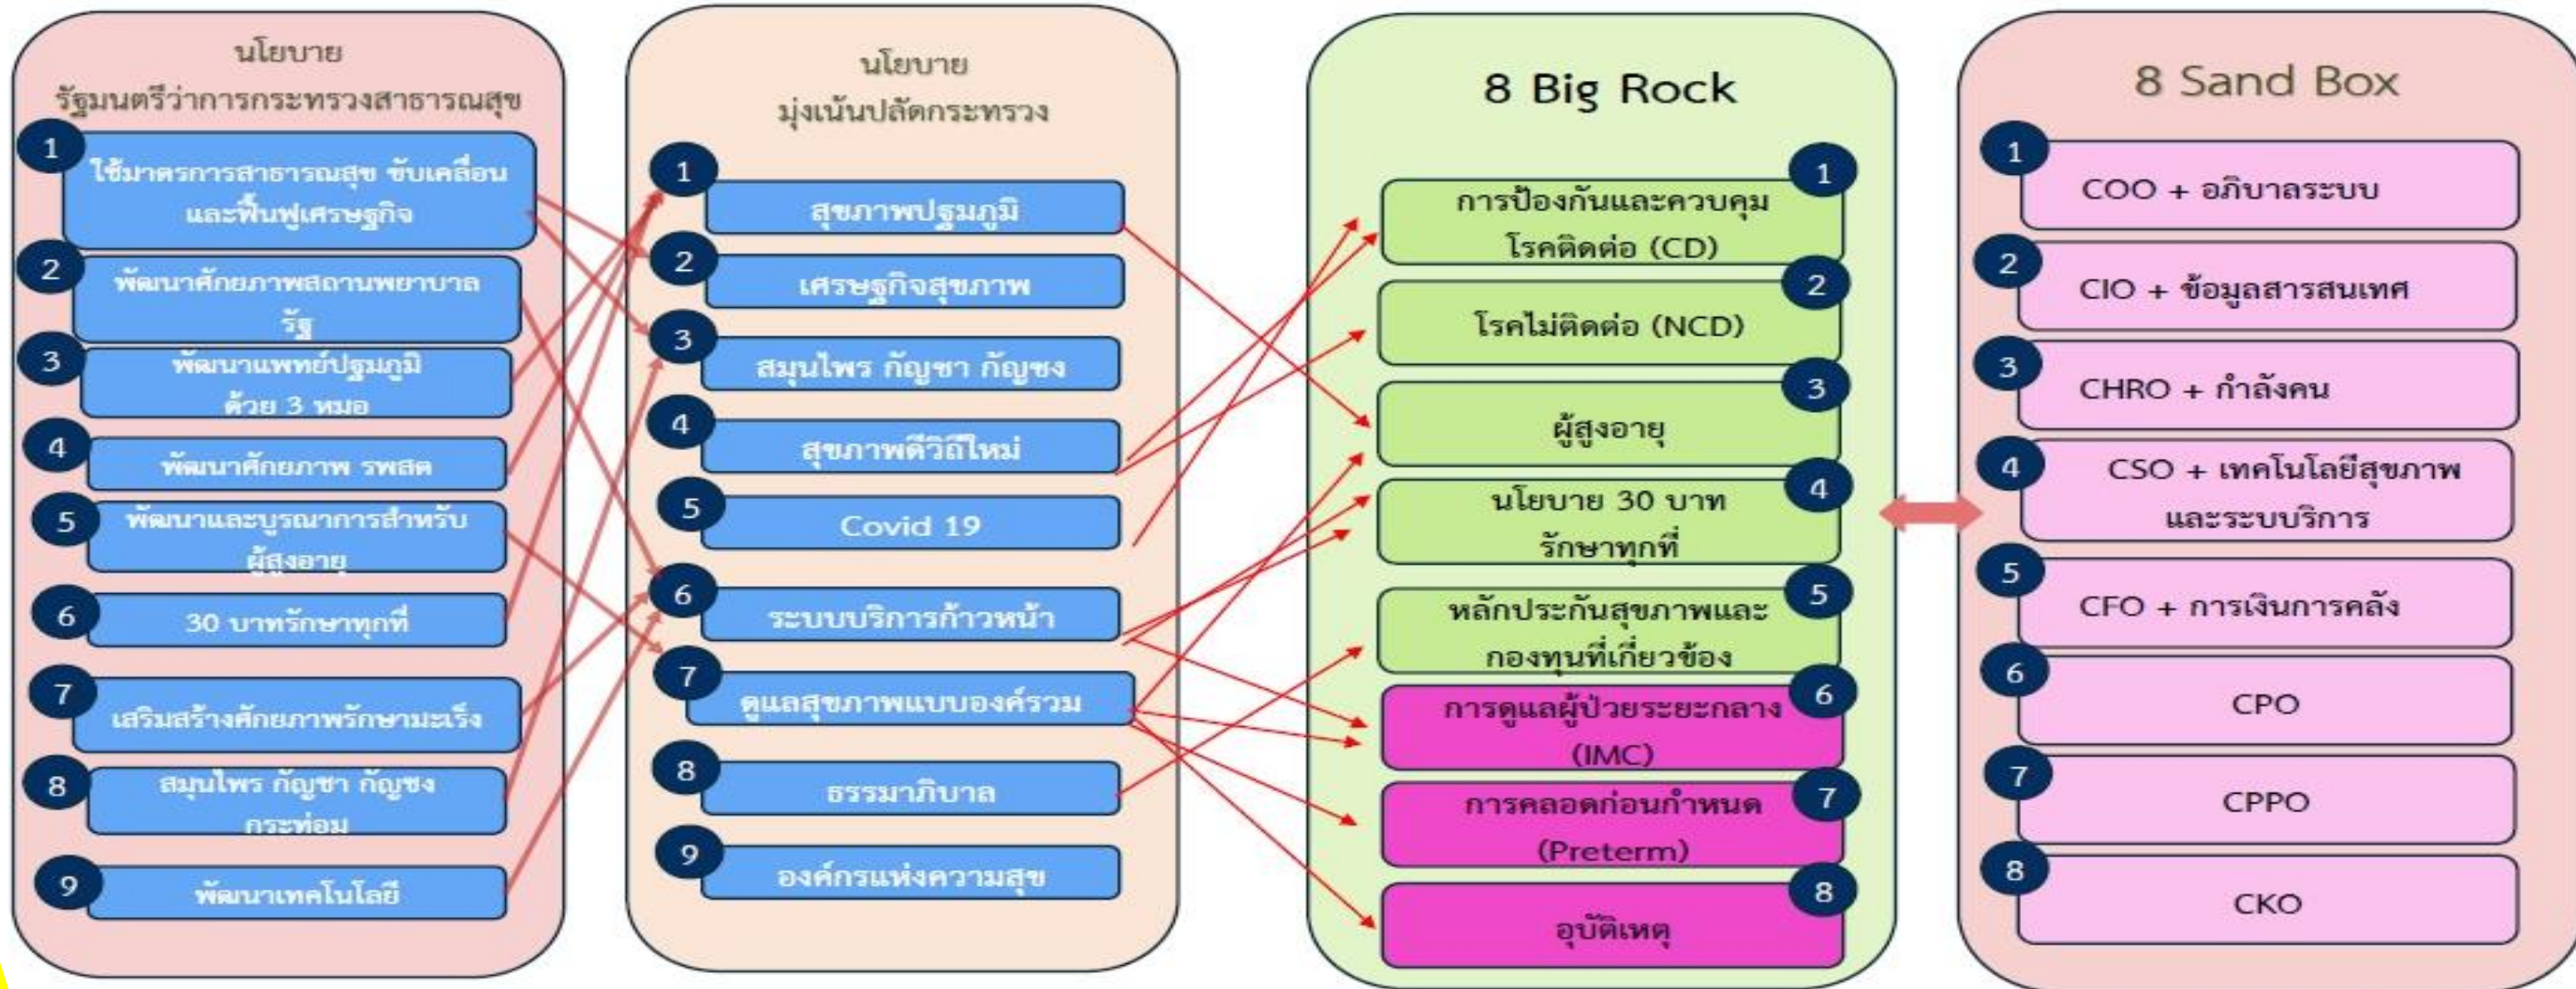 นโยบาย
รัฐมนตรีว่าการกระทรวงสาธารณสุข
1
ใช้มาตรการสาธารณสุข ขับเคลื่อน
และฟื้นฟูเศรษฐกิจ
2
พัฒนาศักยภาพสถานพยาบาล
รัฐ
3
พัฒนาแพทย์ปฐมภูมิ
ด้วย 3 หมอ
4
พัฒนาศักยภาพ รพสต
5
พัฒนาและบูรณาการสำหรับ
ผู้สูงอายุ
6
30 บาทรักษาทุกที่
7
เสริมสร้างศักยภาพรักษามะเร็ง
8
สมุนไพร กัญชา กัญชง
กระท่อม
9
พัฒนาเทคโนโลยี
นโยบาย
มุ่งเน้นปลัดกระทรวง
1
สุขภาพปฐมภูมิ
2
เศรษฐกิจสุขภาพ
3
สมุนไพร กัญชา กัญชง
4
สุขภาพดีวิถีใหม่
5
Covid 19
6
ระบบบริการก้าวหน้า
7
ดูแลสุขภาพแบบองค์รวม
8
ธรรมาภิบาล
9
องค์กรแห่งความสุข
8 Big Rock
1
การป้องกันและควบคุม
โรคติดต่อ (CD)
2
โรคไม่ติดต่อ (NCD)
3
ผู้สูงอายุ
4
นโยบาย 30 บาท
รักษาทุกที่
5
หลักประกันสุขภาพและ
กองทุนที่เกี่ยวข้อง
6
การดูแลผู้ป่วยระยะกลาง
(IMC)
7
การคลอดก่อนกำหนด
(Preterm)
8
อุบัติเหตุ
8 Sand Box
1
COO + อภิบาลระบบ
2
CIO + ข้อมูลสารสนเทศ
3
CHRO + กำลังคน
4
CSO + เทคโนโลยีสุขภาพ
และระบบบริการ
5
CFO + การเงินการคลัง
6
CPO
7
CPPO
8
CKO